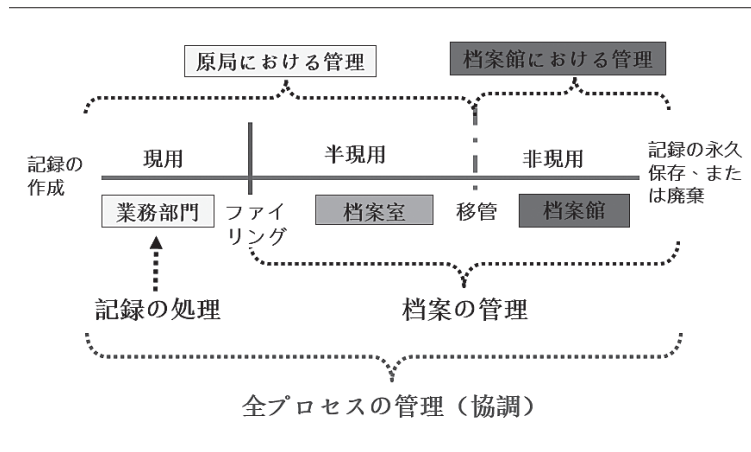 原局における管理
档案館における管理
記録の
作成
現用
半現用
非現用
記録の永久
保存、また
は廃棄
業務部門
ファイ
リング
档案室
移管
档案館
記録の処理
档案の管理
全プロセスの管理（協調）